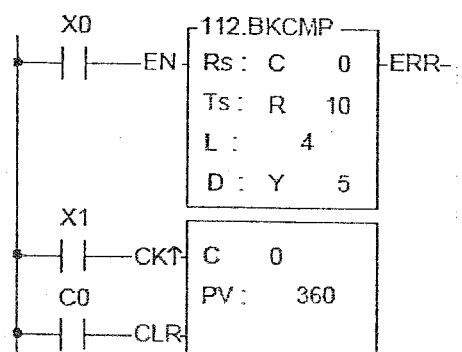 X0
112.BKCMP
EN Rs : C 0 ERR
Ts : R 10
L : 4
D : Y 5
X1
CK↑ C 0
PV : 360
C0
CLR